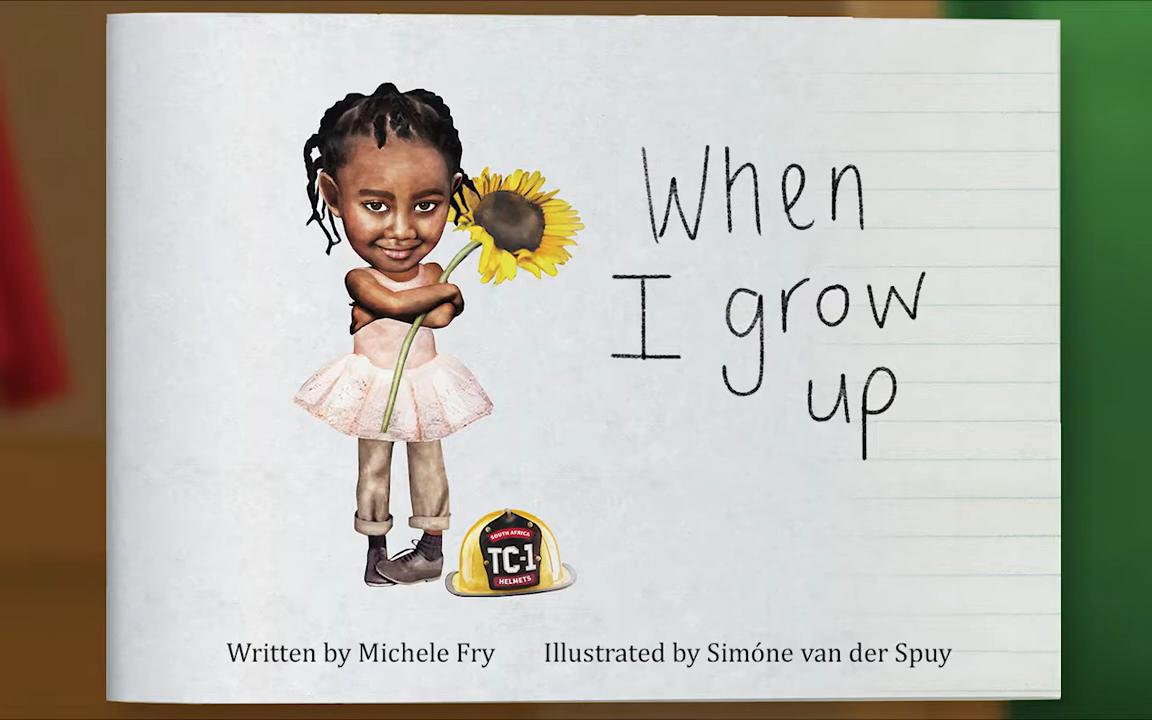 When
I grow
up
SOUTH AFRICA
TC-1
HELMETS
Written by Michele Fry Illustrated by Simóne van der Spuy